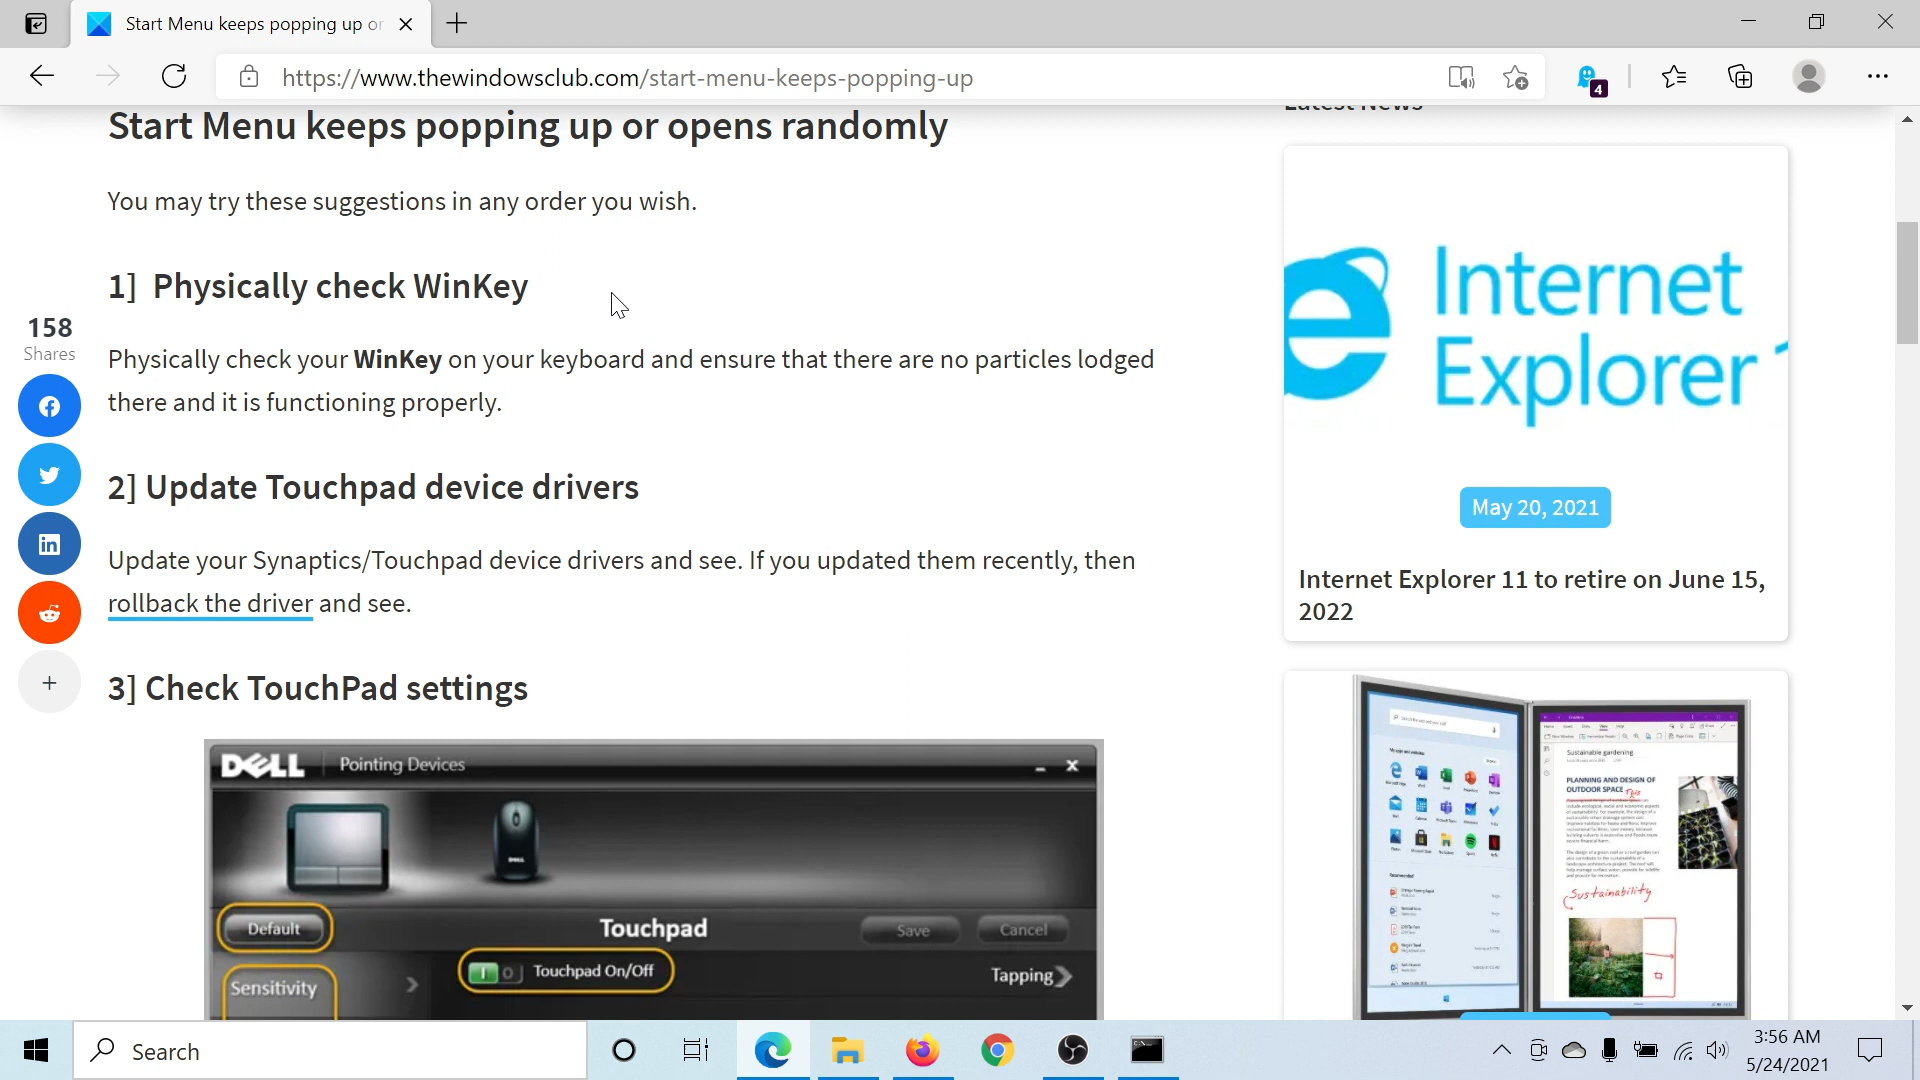 Start Menu keeps popping up or
https://www.thewindowsclub.com/start-menu-keeps-popping-up
4
Start Menu keeps popping up or opens randomly
You may try these suggestions in any order you wish.
1] Physically check WinKey
Physically check your WinKey on your keyboard and ensure that there are no particles lodged
there and it is functioning properly.
2] Update Touchpad device drivers
Update your Synaptics/Touchpad device drivers and see. If you updated them recently, then
rollback the driver and see.
3] Check TouchPad settings
158
Shares
+
DELL Pointing Devices
DELL
Default
Touchpad
Save
Cancel
Sensitivity
Touchpad On/Off
Tapping
Latest News
Internet
Explorer
May 20, 2021
Internet Explorer 11 to retire on June 15,
2022
Sustainable gardening
PLANNING AND DESIGN OF
OUTDOOR SPACE This
Sustainability
Search
3:56 AM
5/24/2021